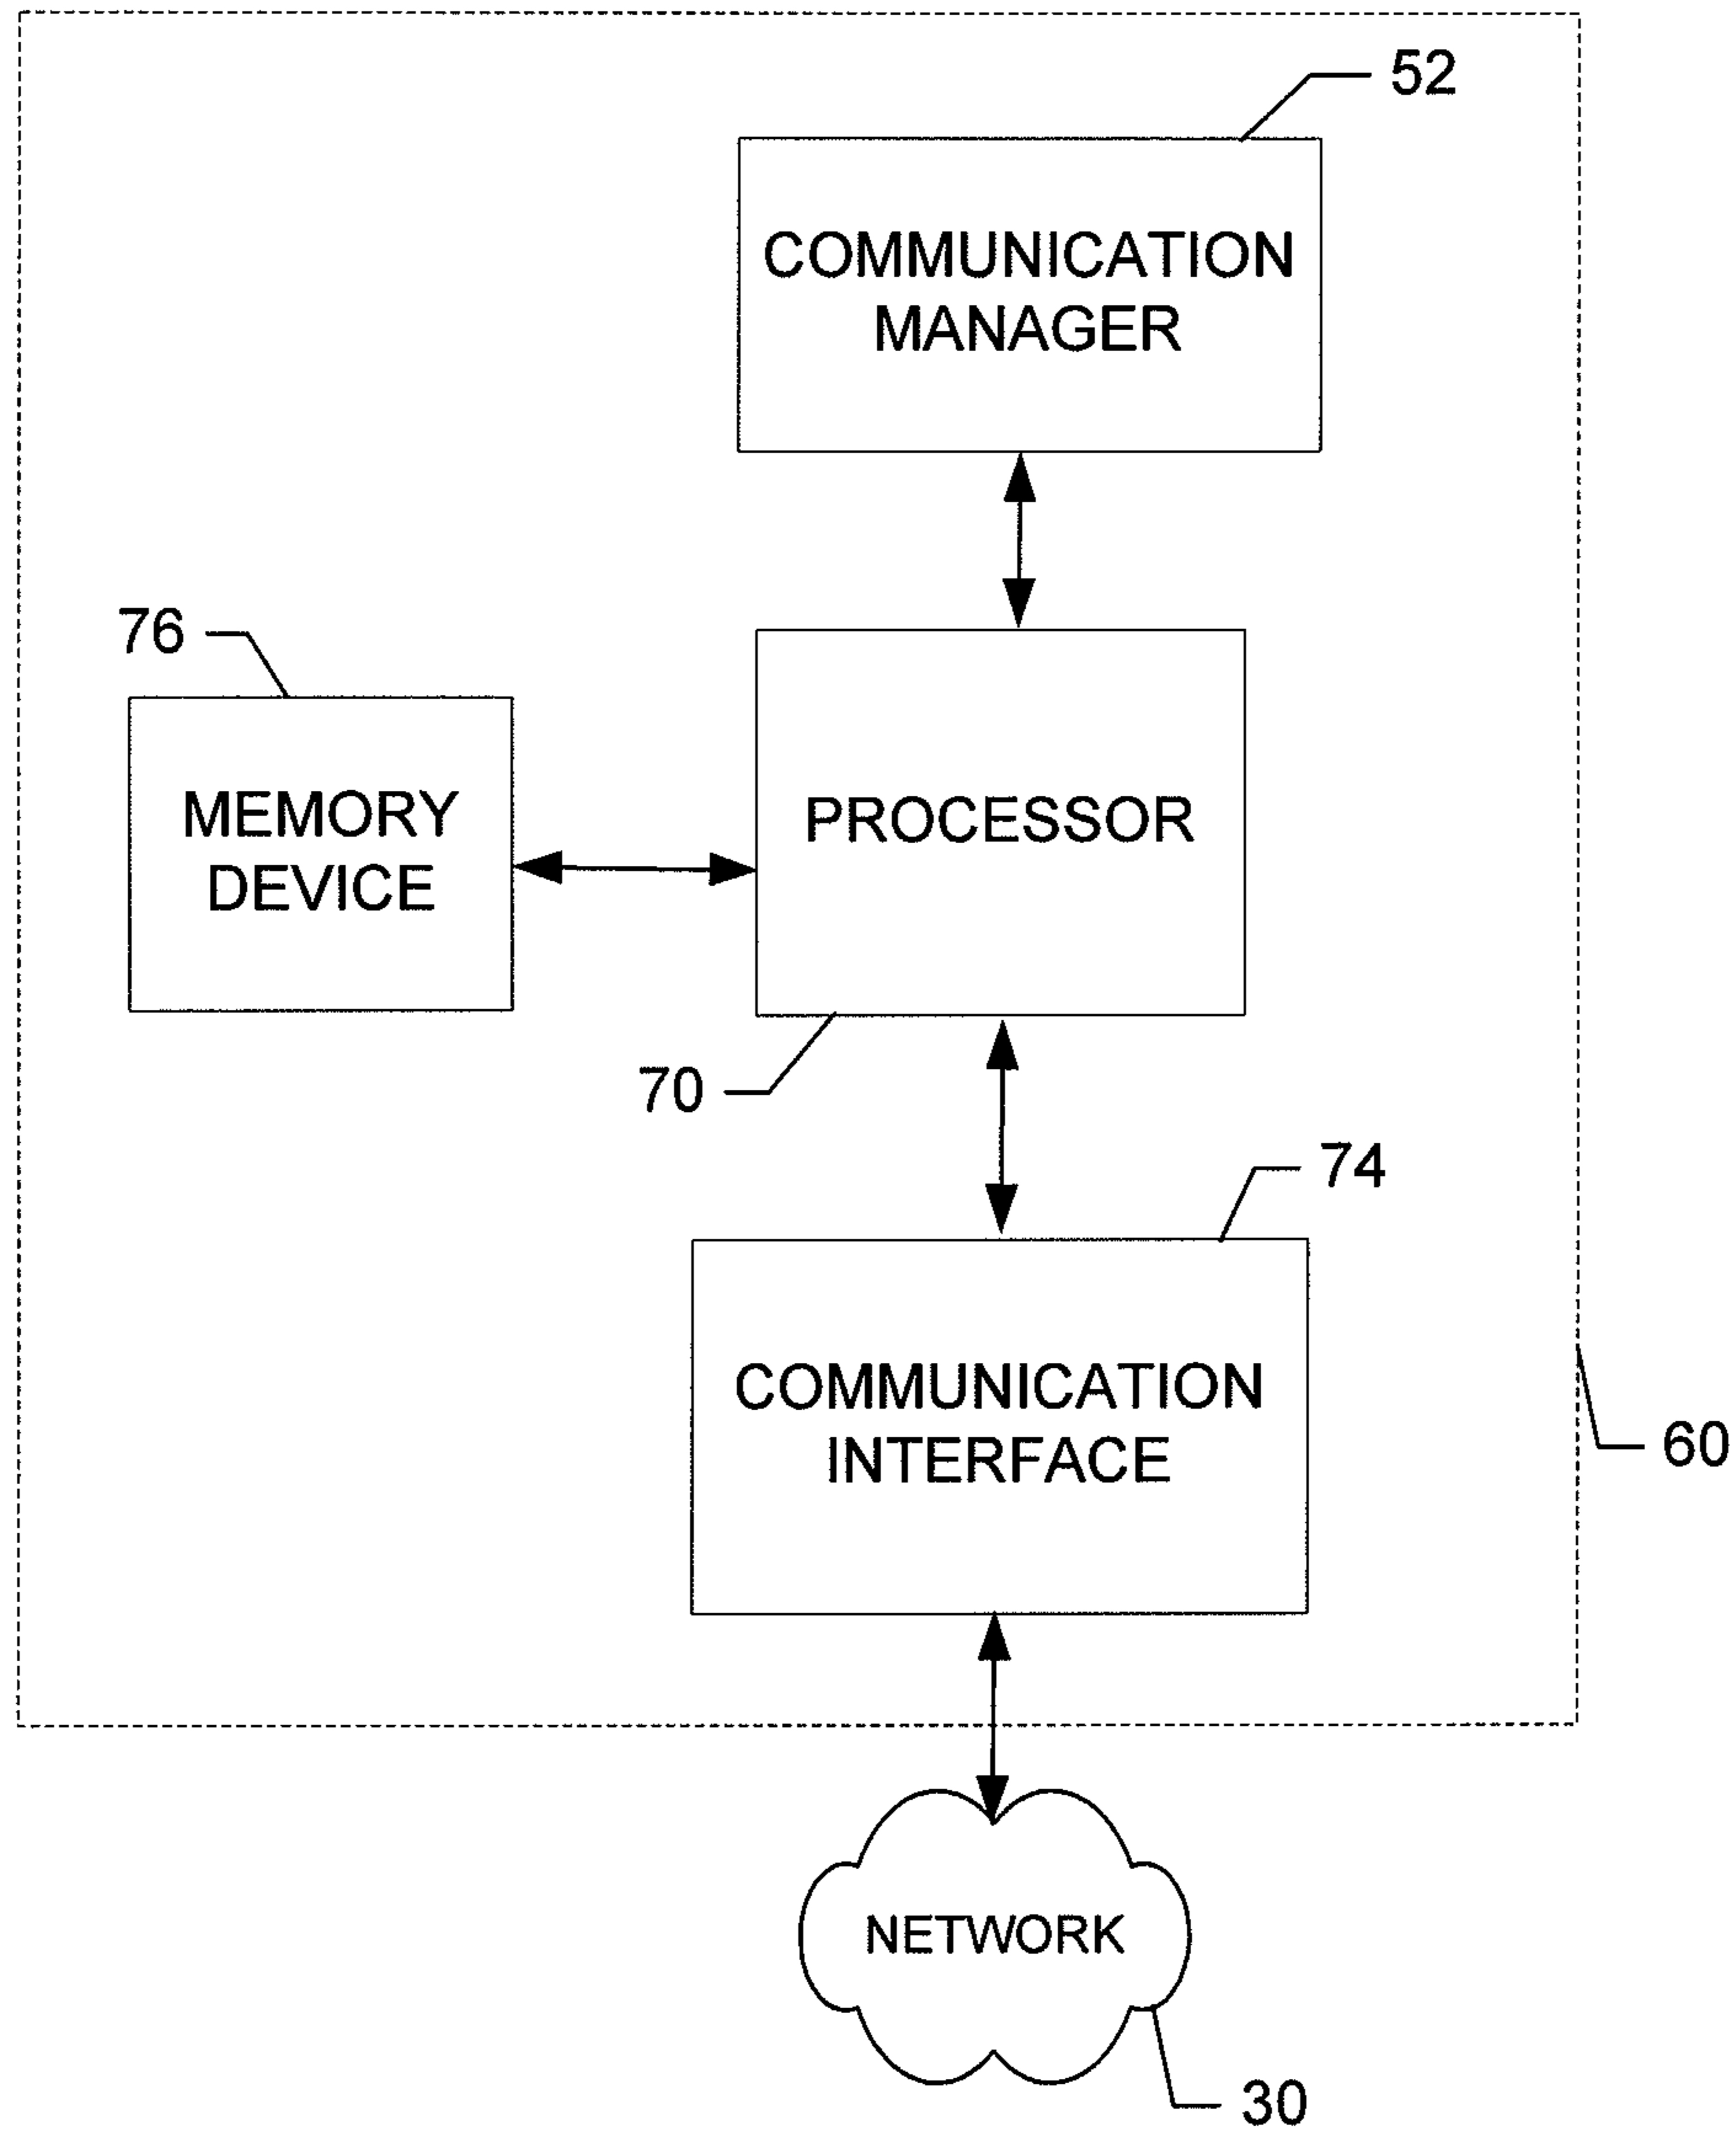 52
COMMUNICATION
MANAGER
76
MEMORY
DEVICE
PROCESSOR
70
74
COMMUNICATION
INTERFACE
60
NETWORK
30